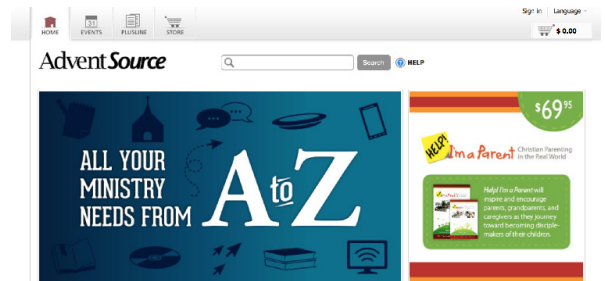 Sign in Language
HOME EVENTS PLUSLINE STORE
$ 0.00
AdventSource
Search
HELP
ALL YOUR
MINISTRY
NEEDS FROM
A to Z
$69⁹⁵
HELP!
I'm a Parent
Christian Parenting
in the Real World
Help! I'm a Parent will
inspire and encourage
parents, grandparents, and
caregivers as they journey
toward becoming disciple-
makers of their children.